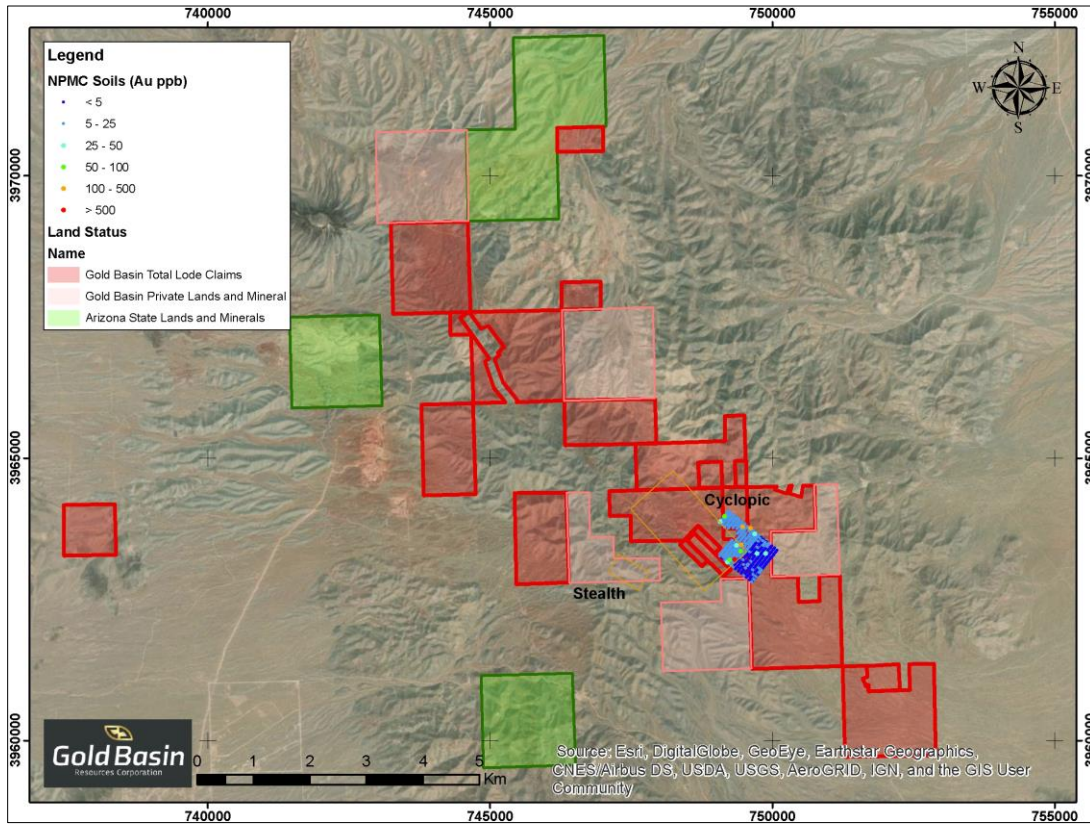 740000
745000
750000
755000
Legend
NPMC Soils (Au ppb)
< 5
5 - 25
25 - 50
50 - 100
100 - 500
> 500
Land Status
Name
Gold Basin Total Lode Claims
Gold Basin Private Lands and Mineral
Arizona State Lands and Minerals
N
W
E
S
3970000
3970000
3965000
3965000
Cyclopic
Stealth
3960000
3960000
Gold Basin
Resources Corporation
0
1
2
3
4
5
Km
Source: Esri, DigitalGlobe, GeoEye, Earthstar Geographics,
CNES/Airbus DS, USDA, USGS, AeroGRID, IGN, and the GIS User
Community
740000
745000
750000
755000